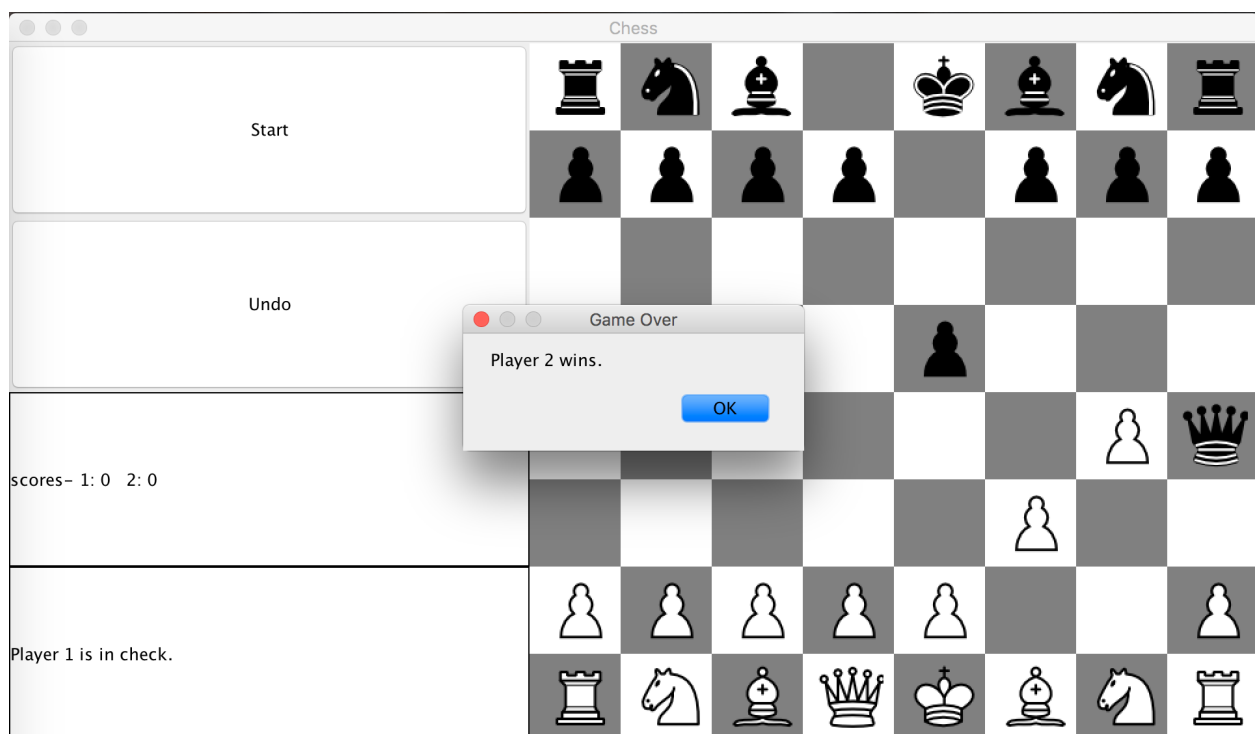 Chess
Start
Undo
Game Over
Player 2 wins.
OK
scores- 1: 0 2: 0
Player 1 is in check.